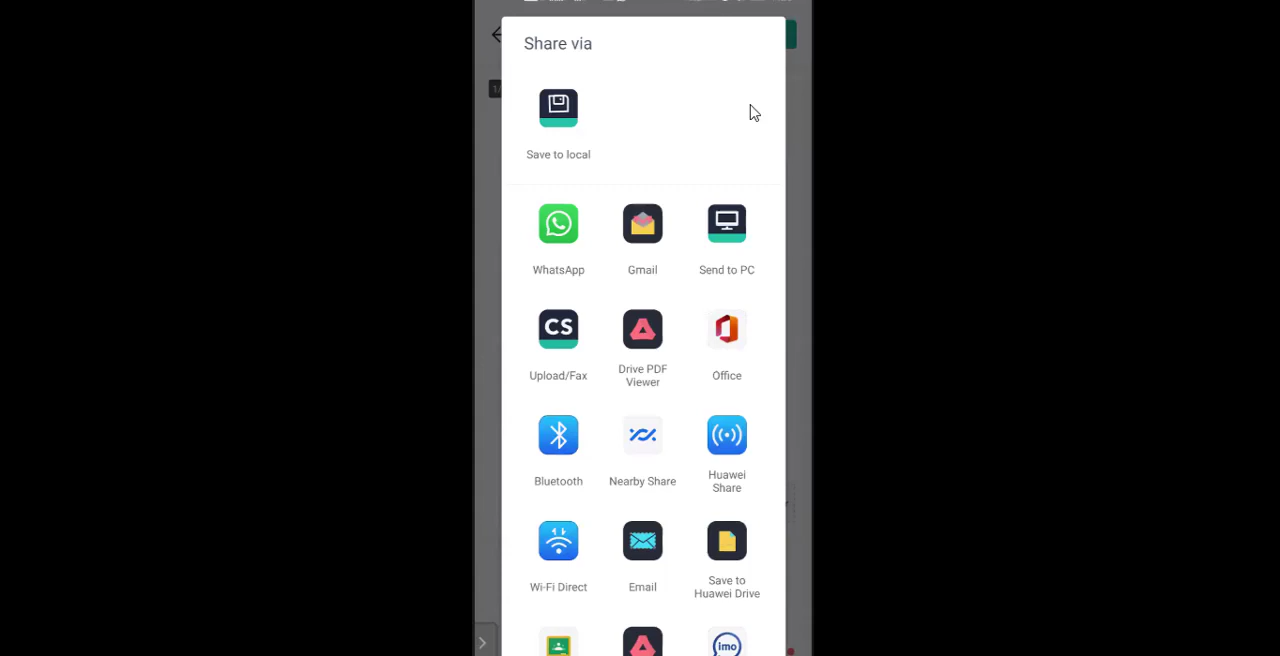 Share via
Save to local
WhatsApp Gmail Send to PC
CS
Upload/Fax Drive PDF Viewer Office
Bluetooth Nearby Share Huawei Share
Wi-Fi Direct Email Save to Huawei Drive
imo